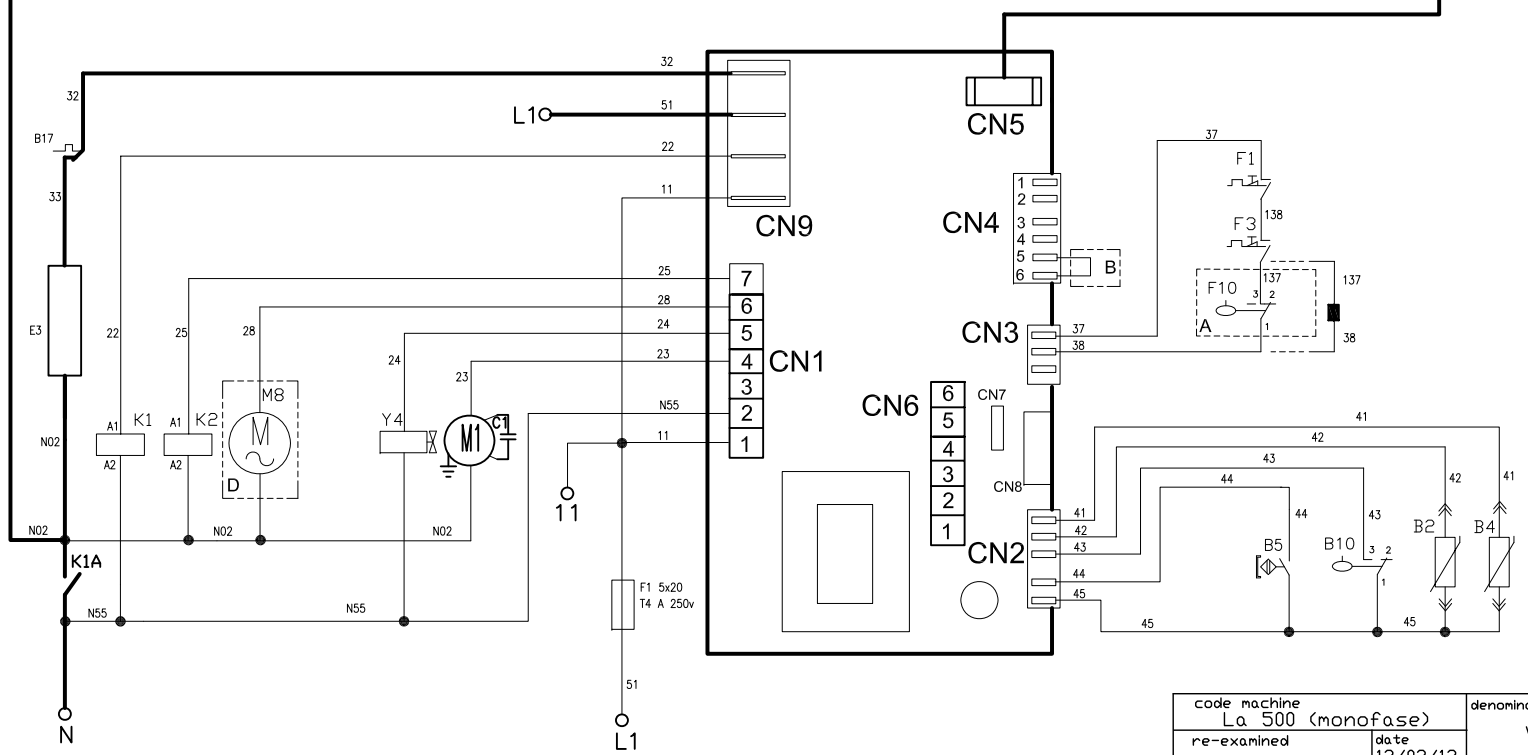 32
51
L1
22
11
CN9
32
B17
33
E3
N02
CN5
CN4
1
2
3
4
5
6
B
37
F1
138
F3
137
F10
3
2
1
A
137
38
CN3
37
38
25
28
24
23
N55
11
7
6
5
4
3
2
1
CN1
22
25
28
24
23
A1
K1
A2
A1
K2
A2
M8
M
D
Y4
M1
C1
11
N02
N02
N02
K1A
N55
N55
N
F1 5x20
T4 A 250v
51
L1
CN6
6
5
4
3
2
1
CN7
CN8
CN2
41
42
43
44
45
41
42
43
44
44
43
42
41
B5
B10
3
2
1
B2
B4
45
45
code machine
La 500 (monofase)
re-examined
date